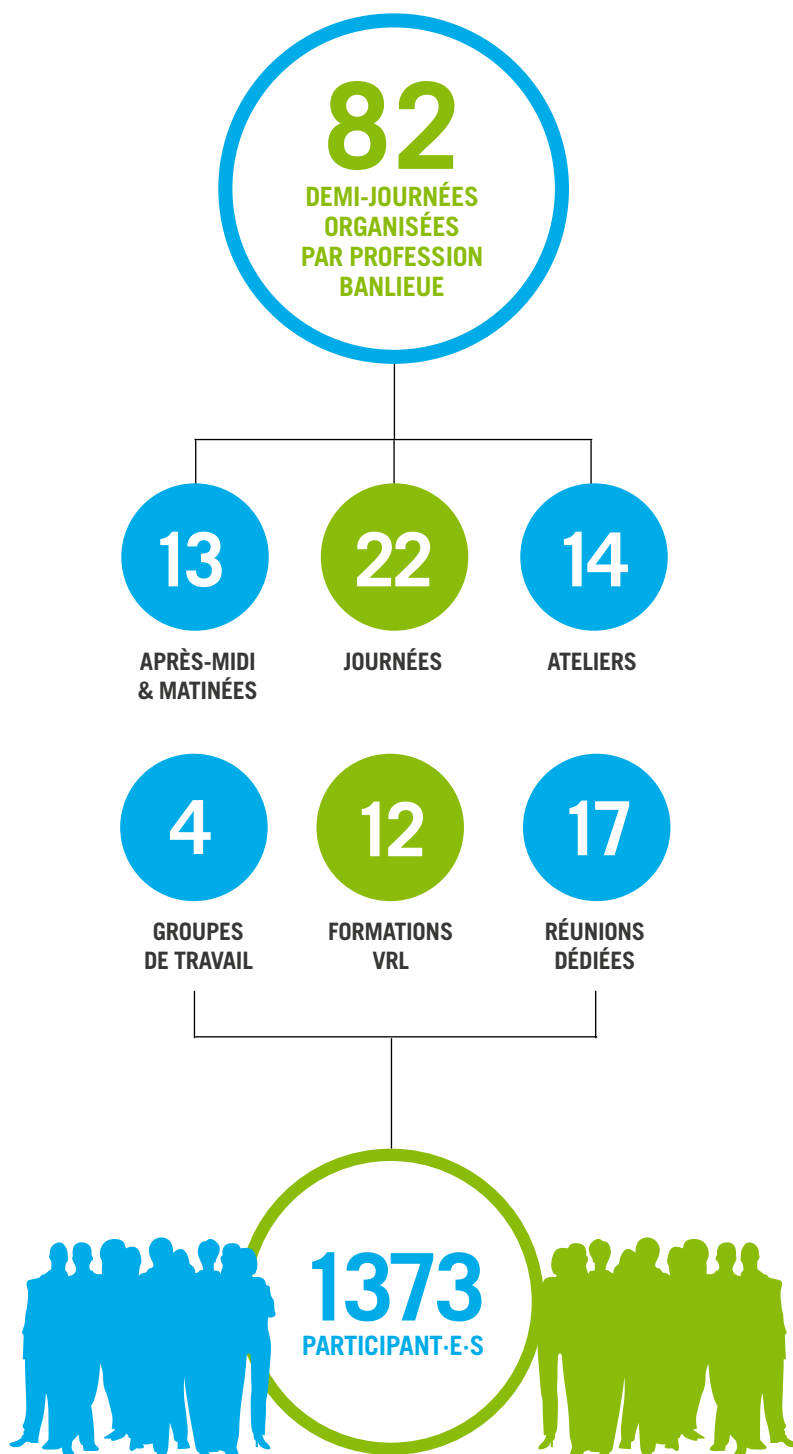 82
DEMI-JOURNÉES
ORGANISÉES
PAR PROFESSION
BANLIEUE
13
APRÈS-MIDI
& MATINÉES
22
JOURNÉES
14
ATELIERS
4
GROUPES
DE TRAVAIL
12
FORMATIONS
VRL
17
RÉUNIONS
DÉDIÉES
1373
PARTICIPANT·E·S